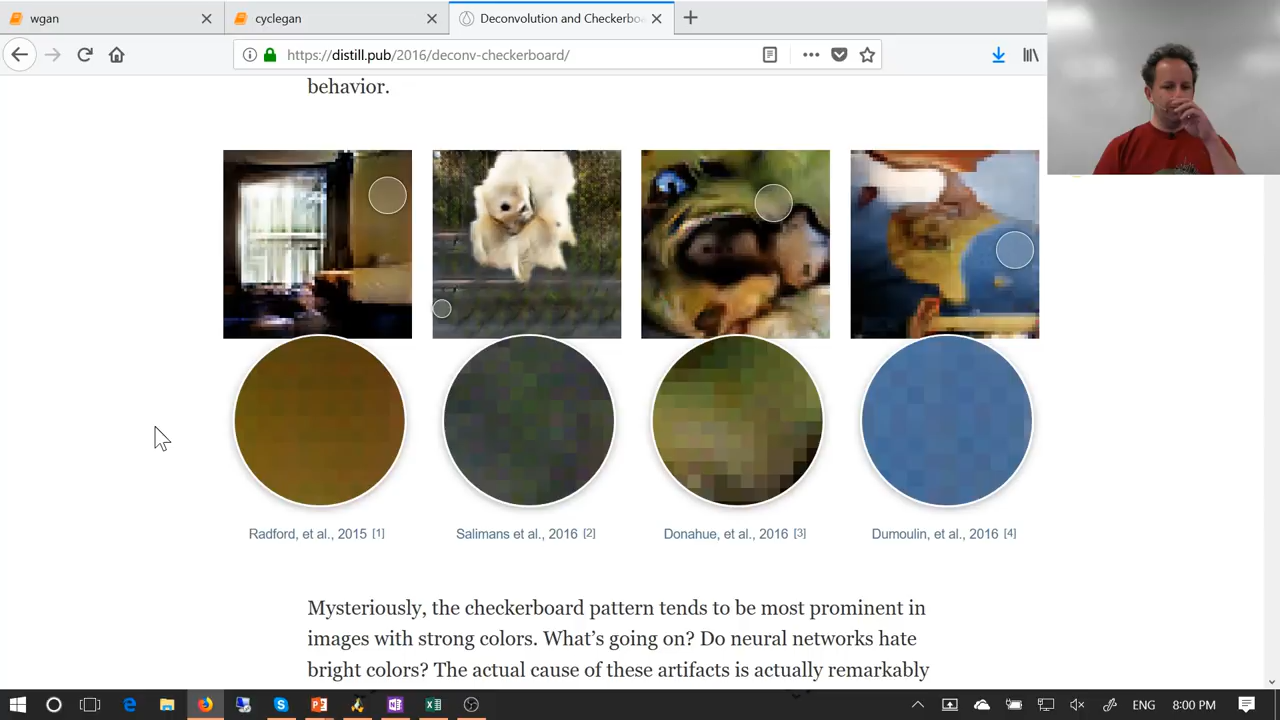 wgan
cyclegan
Deconvolution and Checkerbo
https://distill.pub/2016/deconv-checkerboard/
behavior.
Radford, et al., 2015 [1]
Salimans et al., 2016 [2]
Donahue, et al., 2016 [3]
Dumoulin, et al., 2016 [4]
Mysteriously, the checkerboard pattern tends to be most prominent in
images with strong colors. What's going on? Do neural networks hate
bright colors? The actual cause of these artifacts is actually remarkably
ENG
8:00 PM